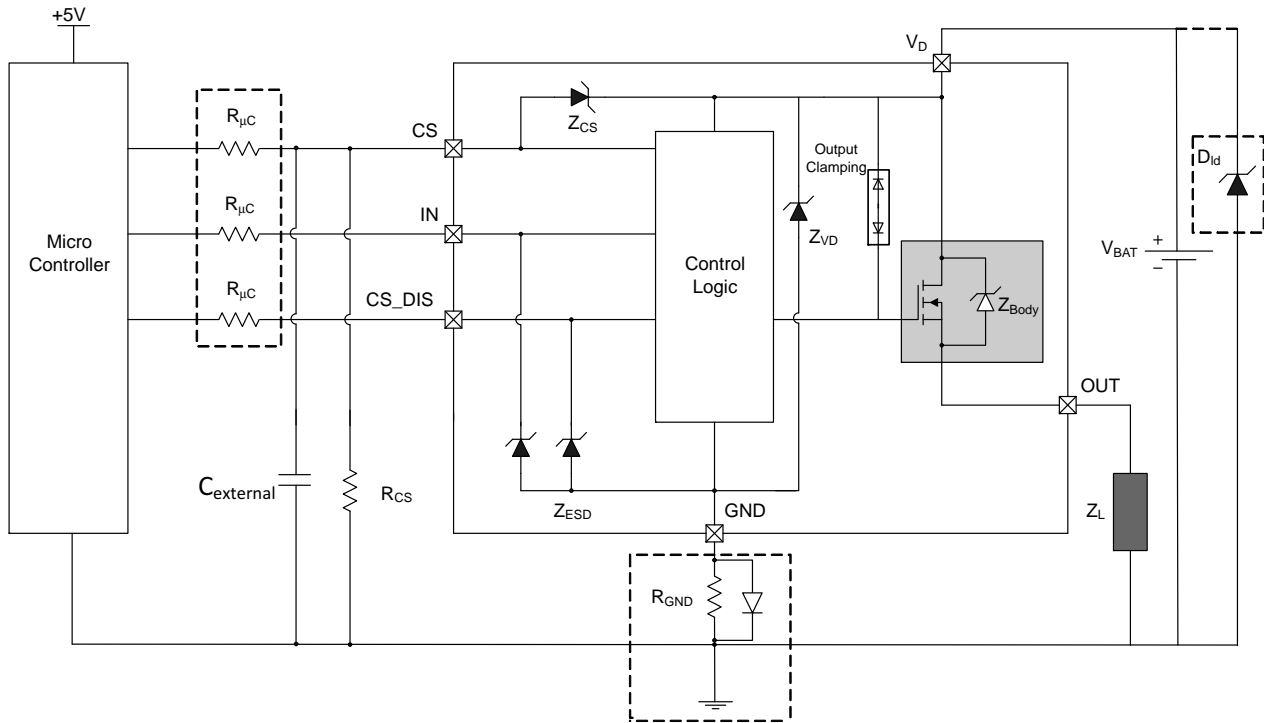 +5V
V_D
R_μC
CS
Z_CS
D_ld
Output
Clamping
R_μC
IN
Micro
Controller
Z_VD
V_BAT
+
−
Control
Logic
R_μC
CS_DIS
Z_Body
OUT
C_external
R_CS
Z_ESD
GND
Z_L
R_GND